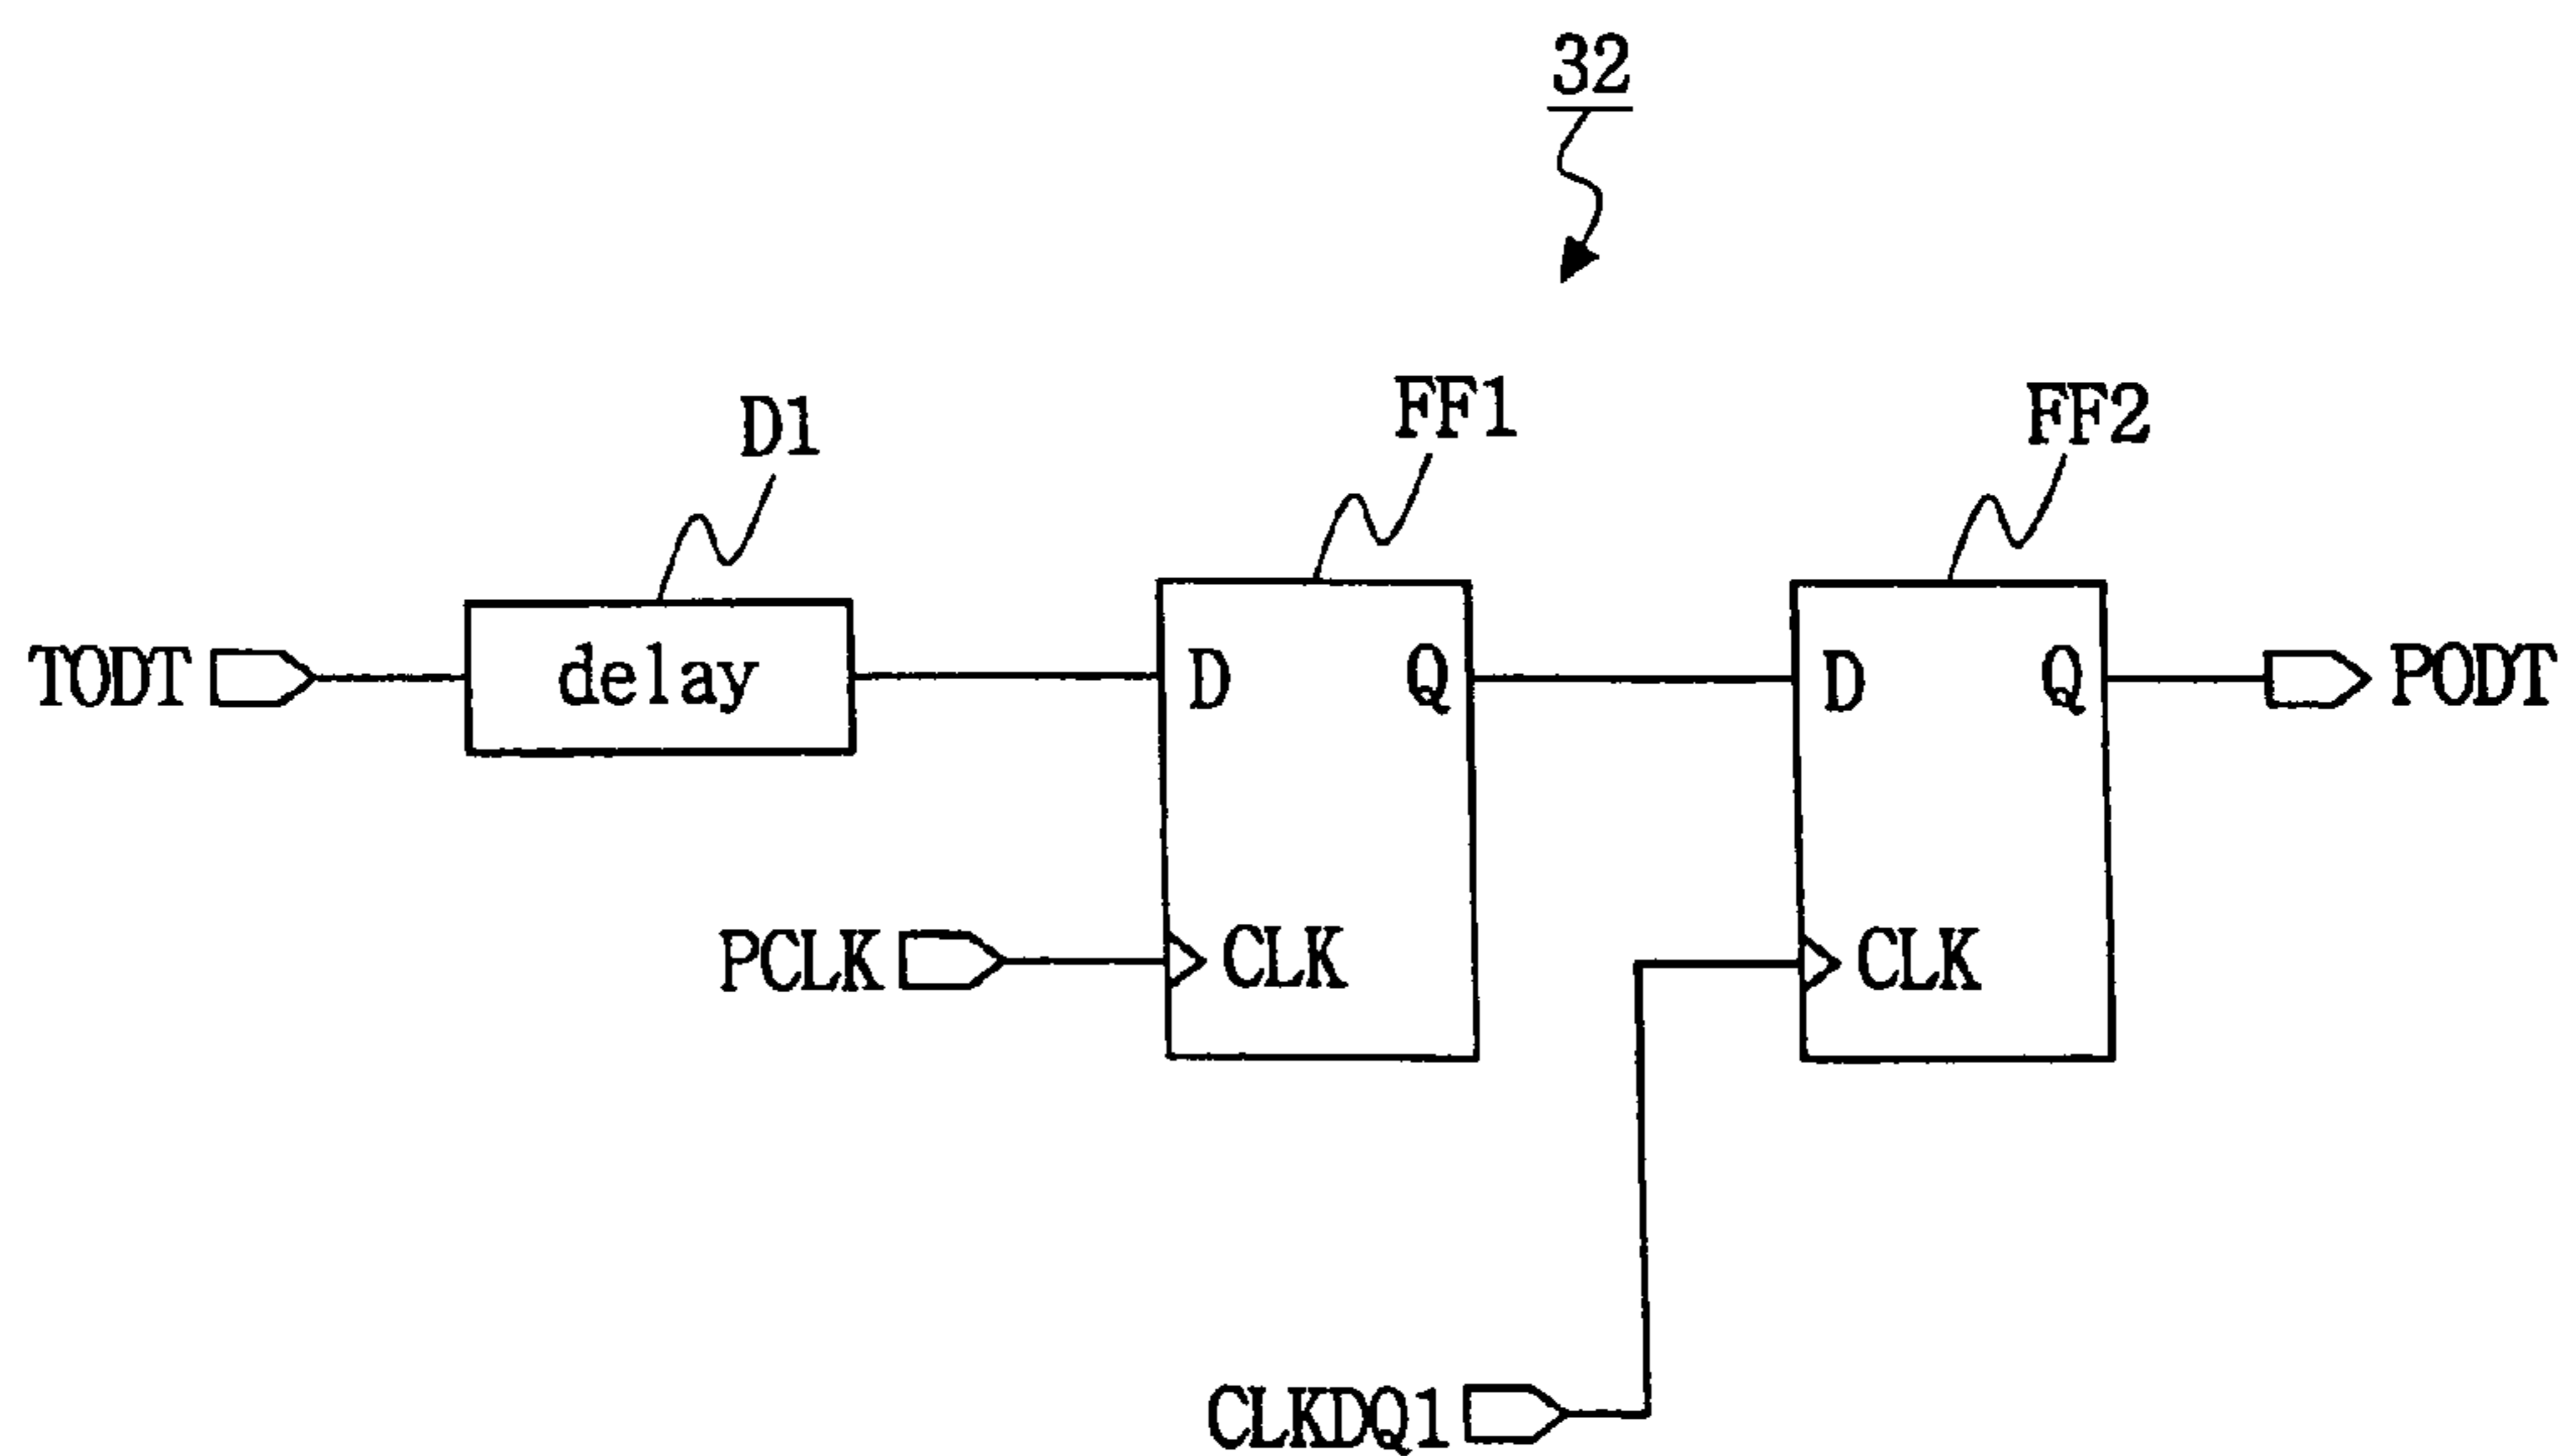 32
D1
FF1
FF2
TODT
delay
D
Q
D
Q
PODT
PCLK
CLK
CLK
CLKDQ1